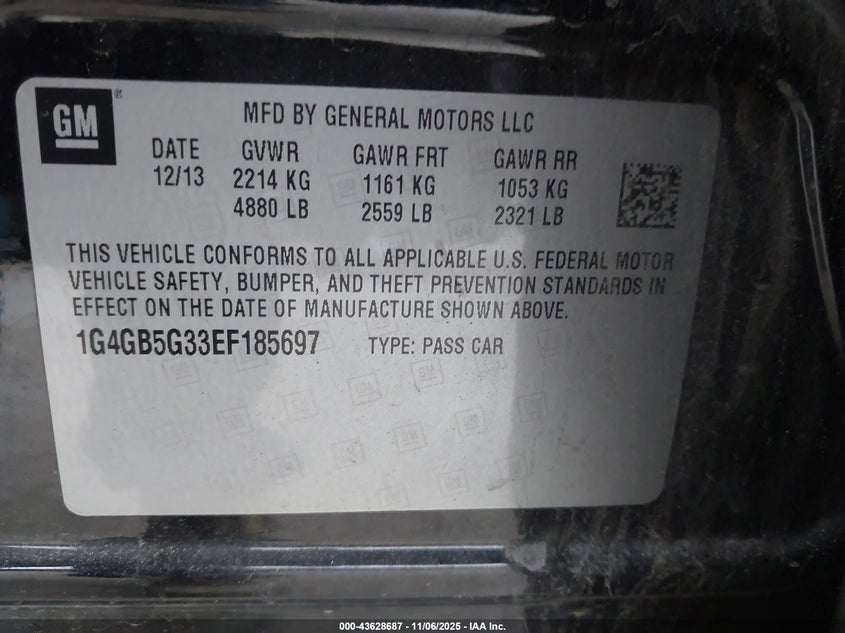 GM®
MFD BY GENERAL MOTORS LLC
DATE GVWR GAWR FRT GAWR RR
12/13 2214 KG 1161 KG 1053 KG
4880 LB 2559 LB 2321 LB
THIS VEHICLE CONFORMS TO ALL APPLICABLE U.S. FEDERAL MOTOR
VEHICLE SAFETY, BUMPER, AND THEFT PREVENTION STANDARDS IN
EFFECT ON THE DATE OF MANUFACTURE SHOWN ABOVE.
1G4GB5G33EF185697 TYPE: PASS CAR
000-43628687 - 11/06/2025 - IAA Inc.